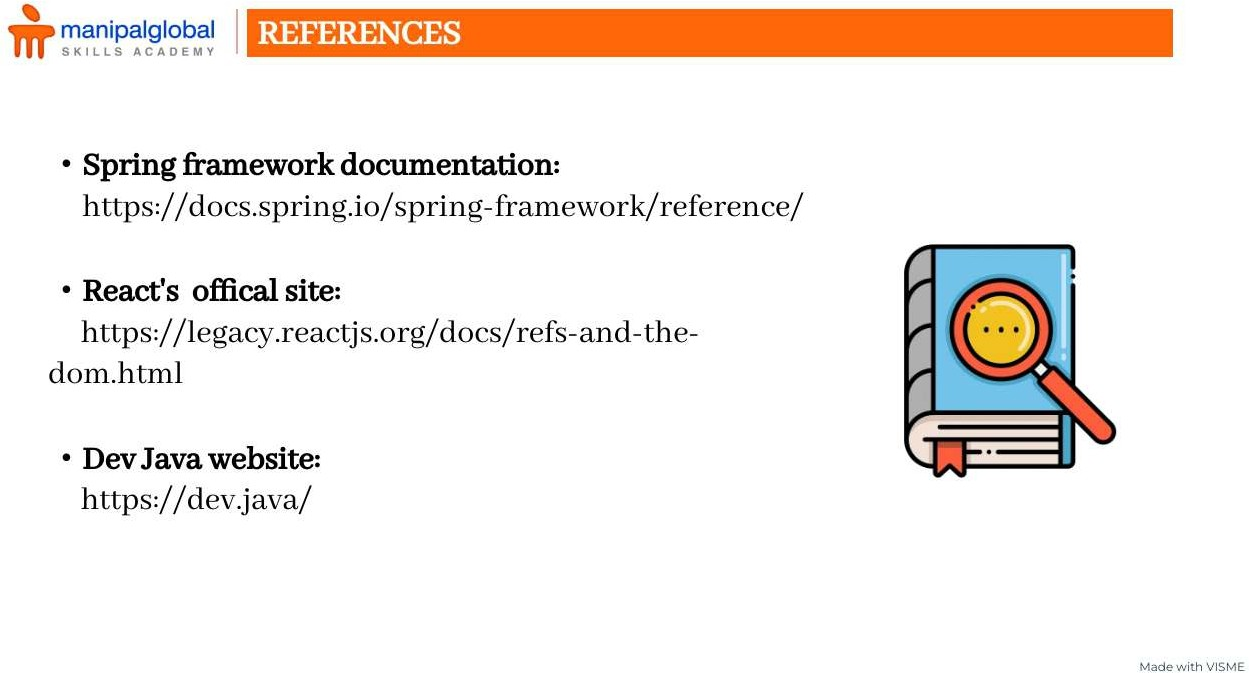 manipalglobal
SKILLS ACADEMY
REFERENCES
• Spring framework documentation:
https://docs.spring.io/spring-framework/reference/
• React's  offical site:
https://legacy.reactjs.org/docs/refs-and-the-
dom.html
• Dev Java website:
https://dev.java/
Made with VISME